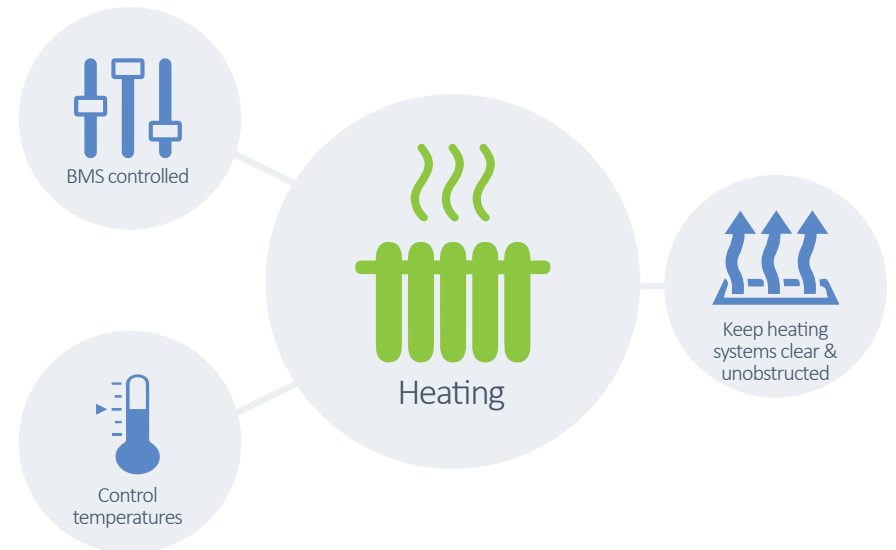 BMS controlled
Heating
Keep heating
systems clear &
unobstructed
Control
temperatures